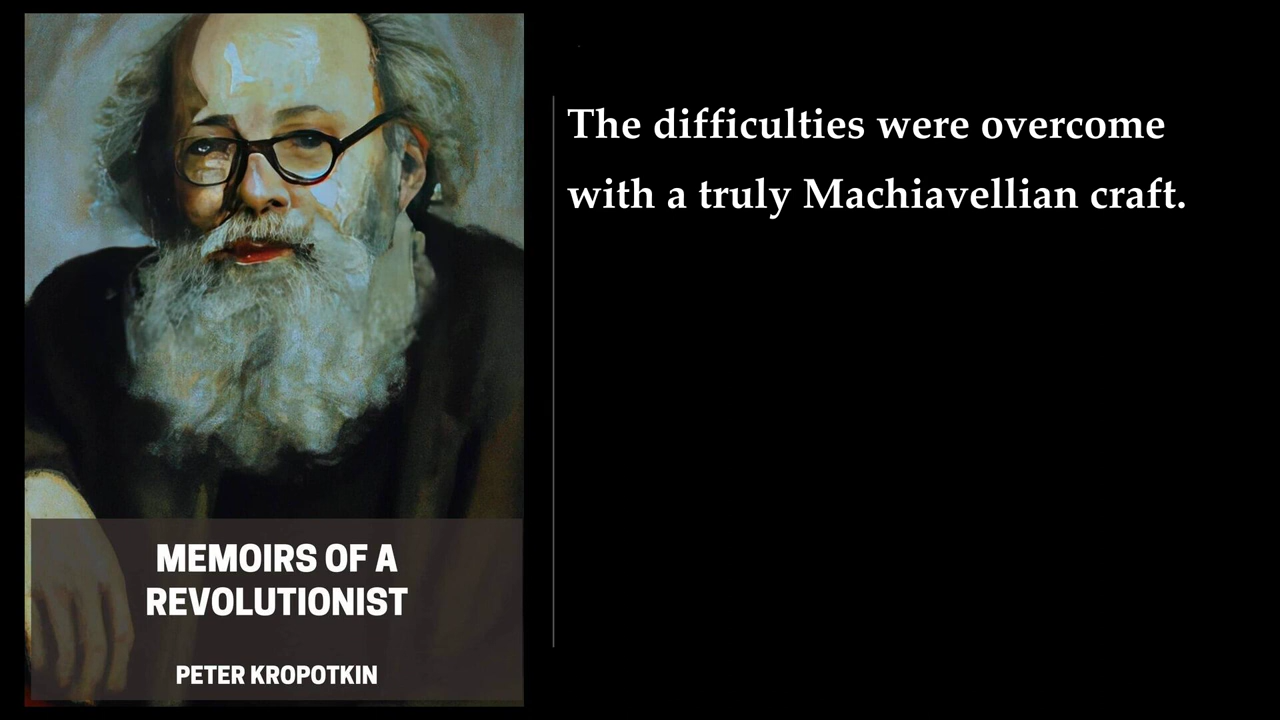 The difficulties were overcome
with a truly Machiavellian craft.
MEMOIRS OF A
REVOLUTIONIST
PETER KROPOTKIN